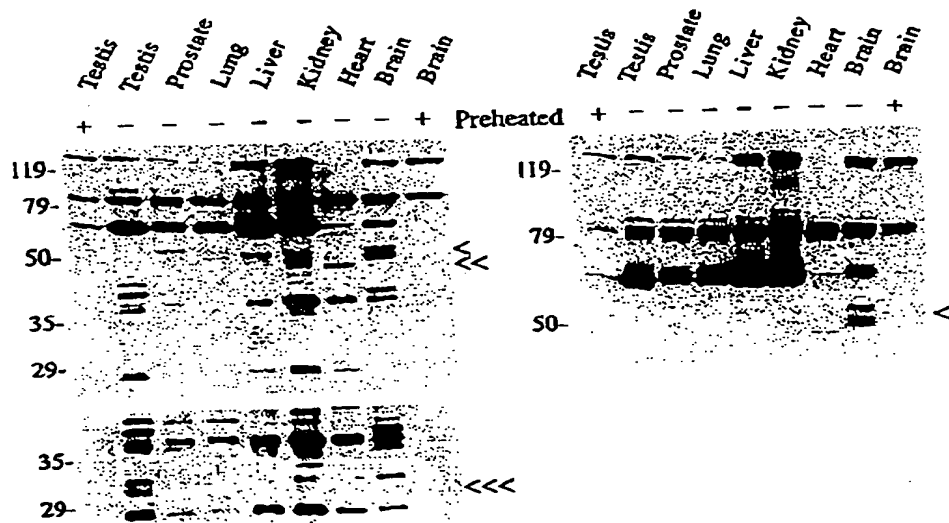 Testis Testis Prostate Lung Liver Kidney Heart Brain Brain
+ − − − − − − − +
Preheated
119-
79-
50-
35-
29-
<
<<
35-
29-
<<<
Testis Testis Prostate Lung Liver Kidney Heart Brain Brain
+ − − − − − − − +
119-
79-
50-
<